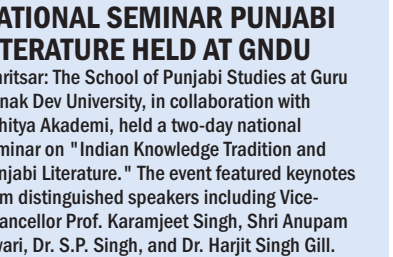 ATIONAL SEMINAR PUNJABI
TERATURE HELD AT GNDU
ritsar: The School of Punjabi Studies at Guru
nak Dev University, in collaboration with
hitya Akademi, held a two-day national
minar on "Indian Knowledge Tradition and
njabi Literature." The event featured keynotes
m distinguished speakers including Vice-
ancellor Prof. Karamjeet Singh, Shri Anupam
wari, Dr. S.P. Singh, and Dr. Harjit Singh Gill.